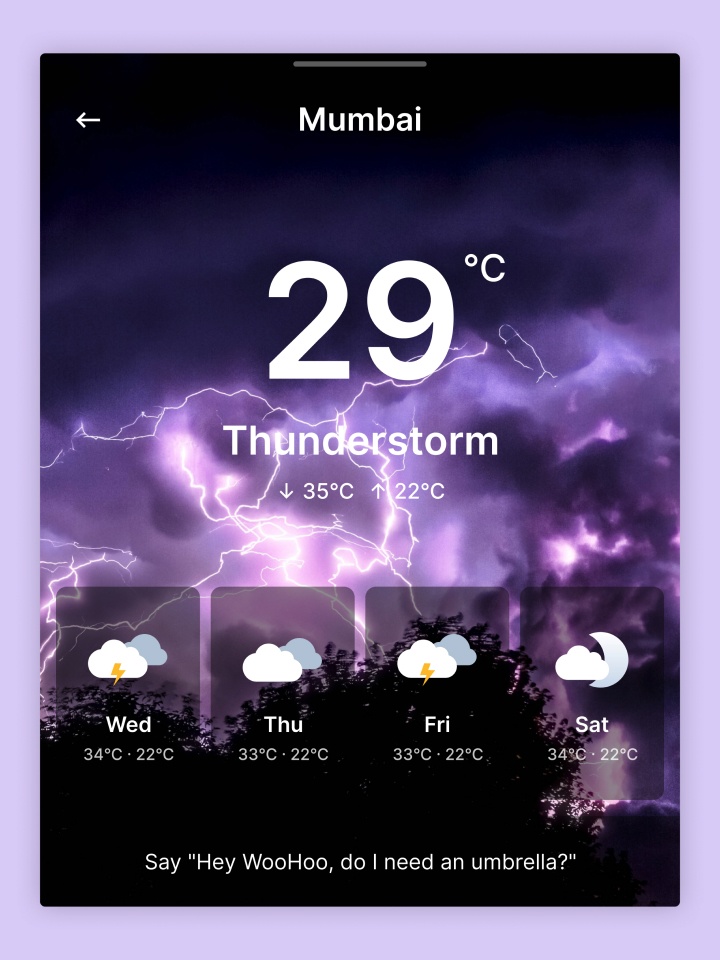 ← Mumbai
29 °C
Thunderstorm
↓ 35°C ↑ 22°C
Wed Thu Fri Sat
34°C · 22°C 33°C · 22°C 33°C · 22°C 34°C · 22°C
Say "Hey WooHoo, do I need an umbrella?"